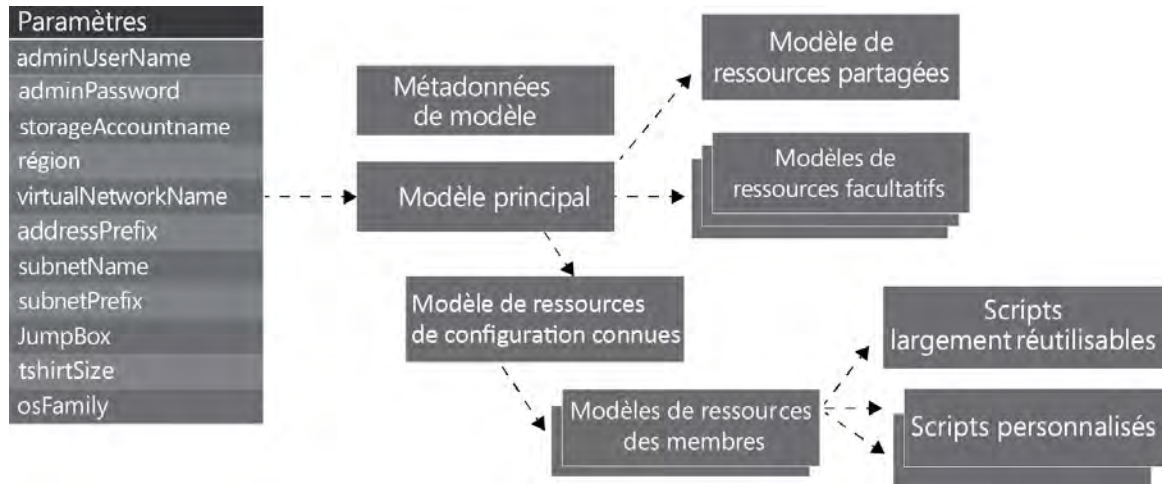 Paramètres
adminUserName
adminPassword
storageAccountname
région
virtualNetworkName
addressPrefix
subnetName
subnetPrefix
JumpBox
tshirtSize
osFamily
Métadonnées
de modèle
Modèle principal
Modèle de
ressources partagées
Modèles de
ressources facultatifs
Modèle de ressources
de configuration connues
Modèles de ressources
des membres
Scripts
largement réutilisables
Scripts personnalisés